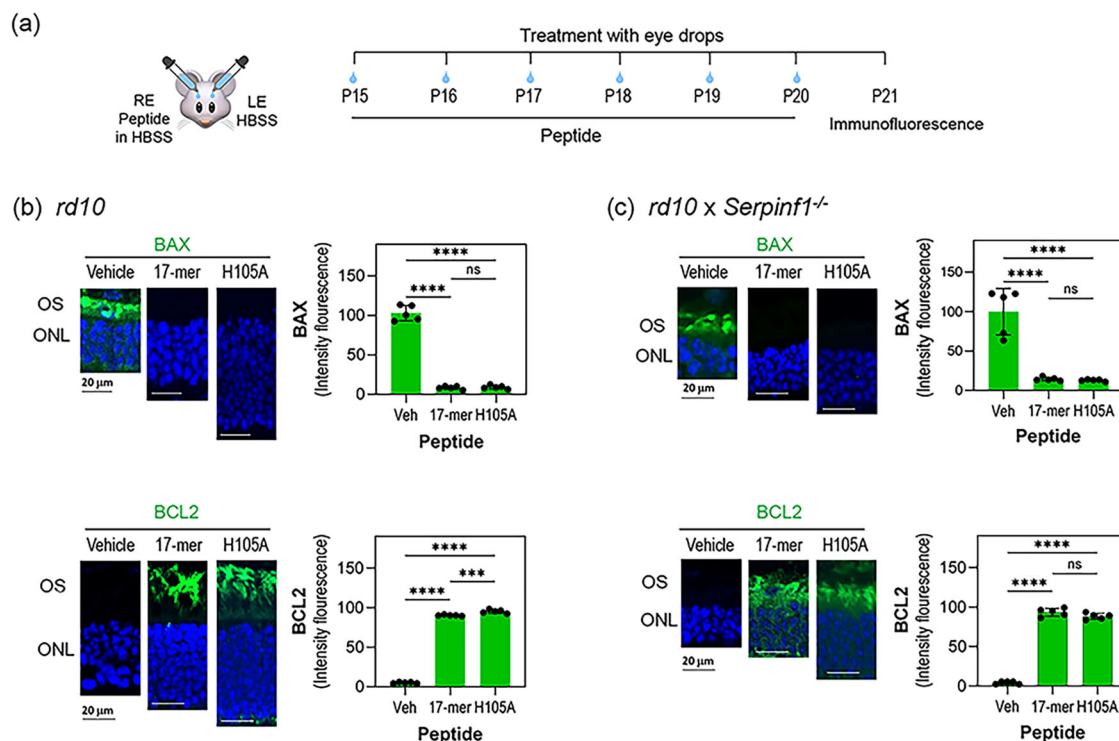 (a)
Treatment with eye drops
RE
Peptide
in HBSS
LE
HBSS
P15 P16 P17 P18 P19 P20 P21
Peptide
Immunofluorescence
(b) rd10
BAX
Vehicle 17-mer H105A
OS
ONL
20 µm
BAX
(Intensity flourescence)
150
100
50
0
****
****
ns
Veh 17-mer H105A
Peptide
BCL2
Vehicle 17-mer H105A
OS
ONL
20 µm
BCL2
(Intensity flourescence)
150
100
50
0
****
****
***
Veh 17-mer H105A
Peptide
(c) rd10 x Serpinf1-/-
BAX
Vehicle 17-mer H105A
OS
ONL
20 µm
BAX
(Intensity flourescence)
150
100
50
0
****
****
ns
Veh 17-mer H105A
Peptide
BCL2
Vehicle 17-mer H105A
OS
ONL
20 µm
BCL2
(Intensity flourescence)
150
100
50
0
****
****
ns
Veh 17-mer H105A
Peptide